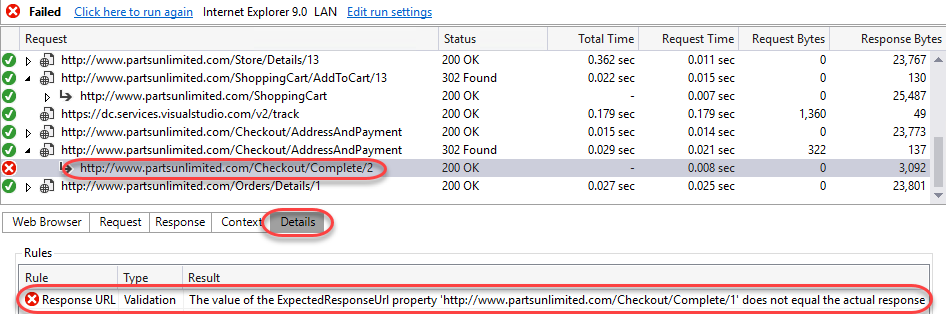 Failed Click here to run again Internet Explorer 9.0 LAN Edit run settings
Request Status Total Time Request Time Request Bytes Response Bytes
http://www.partsunlimited.com/Store/Details/13 200 OK 0.362 sec 0.011 sec 0 23,767
http://www.partsunlimited.com/ShoppingCart/AddToCart/13 302 Found 0.022 sec 0.015 sec 0 130
http://www.partsunlimited.com/ShoppingCart 200 OK - 0.007 sec 0 25,487
https://dc.services.visualstudio.com/v2/track 200 OK 0.179 sec 0.179 sec 1,360 49
http://www.partsunlimited.com/Checkout/AddressAndPayment 200 OK 0.015 sec 0.014 sec 0 23,773
http://www.partsunlimited.com/Checkout/AddressAndPayment 302 Found 0.029 sec 0.021 sec 322 137
http://www.partsunlimited.com/Checkout/Complete/2 200 OK - 0.008 sec 0 3,092
http://www.partsunlimited.com/Orders/Details/1 200 OK 0.027 sec 0.025 sec 0 23,801
Web Browser Request Response Context Details
Rules
Rule Type Result
Response URL Validation The value of the ExpectedResponseUrl property 'http://www.partsunlimited.com/Checkout/Complete/1' does not equal the actual response